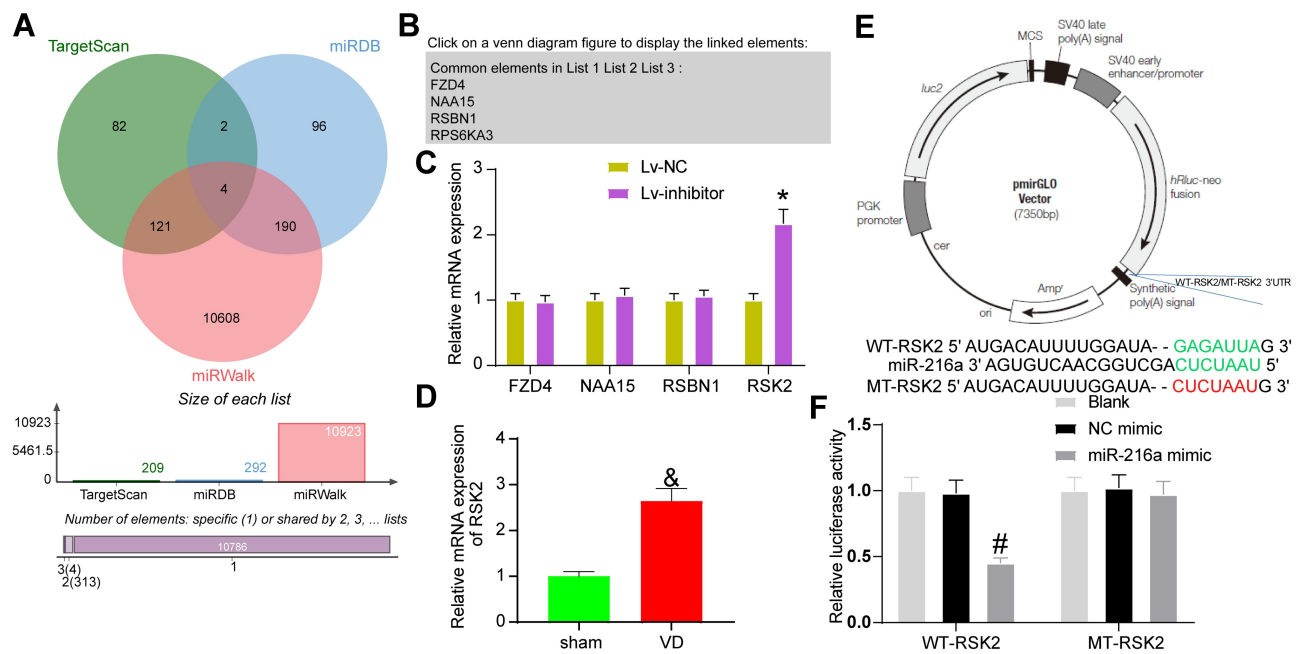 A
TargetScan
miRDB
82
2
96
4
121
190
10608
miRWalk
Size of each list
10923
5461.5
0
209
292
10923
TargetScan
miRDB
miRWalk
Number of elements: specific (1) or shared by 2, 3, ... lists
10786
3(4)
2(313)
1
B
Click on a venn diagram figure to display the linked elements:
Common elements in List 1 List 2 List 3 :
FZD4
NAA15
RSBN1
RPS6KA3
C
Relative mRNA expression
3
2
1
0
Lv-NC
Lv-inhibitor
*
FZD4
NAA15
RSBN1
RSK2
D
Relative mRNA expression
of RSK2
4
3
2
1
0
&
sham
VD
E
MCS
SV40 late
poly(A) signal
SV40 early
enhancer/promoter
luc2
hRluc-neo
fusion
pmirGLO
Vector
(7350bp)
PGK
promoter
cer
ori
Ampr
Synthetic
poly(A) signal
WT-RSK2/MT-RSK2 3'UTR
WT-RSK2 5' AUGACAUUUUGGAUA- - GAGAUUAG 3'
miR-216a 3' AGUGUCAACGGUCGACUCUAAU 5'
MT-RSK2 5' AUGACAUUUUGGAUA- - CUCUAAUG 3'
F
Relative luciferase activity
1.5
1.0
0.5
0.0
Blank
NC mimic
miR-216a mimic
#
WT-RSK2
MT-RSK2